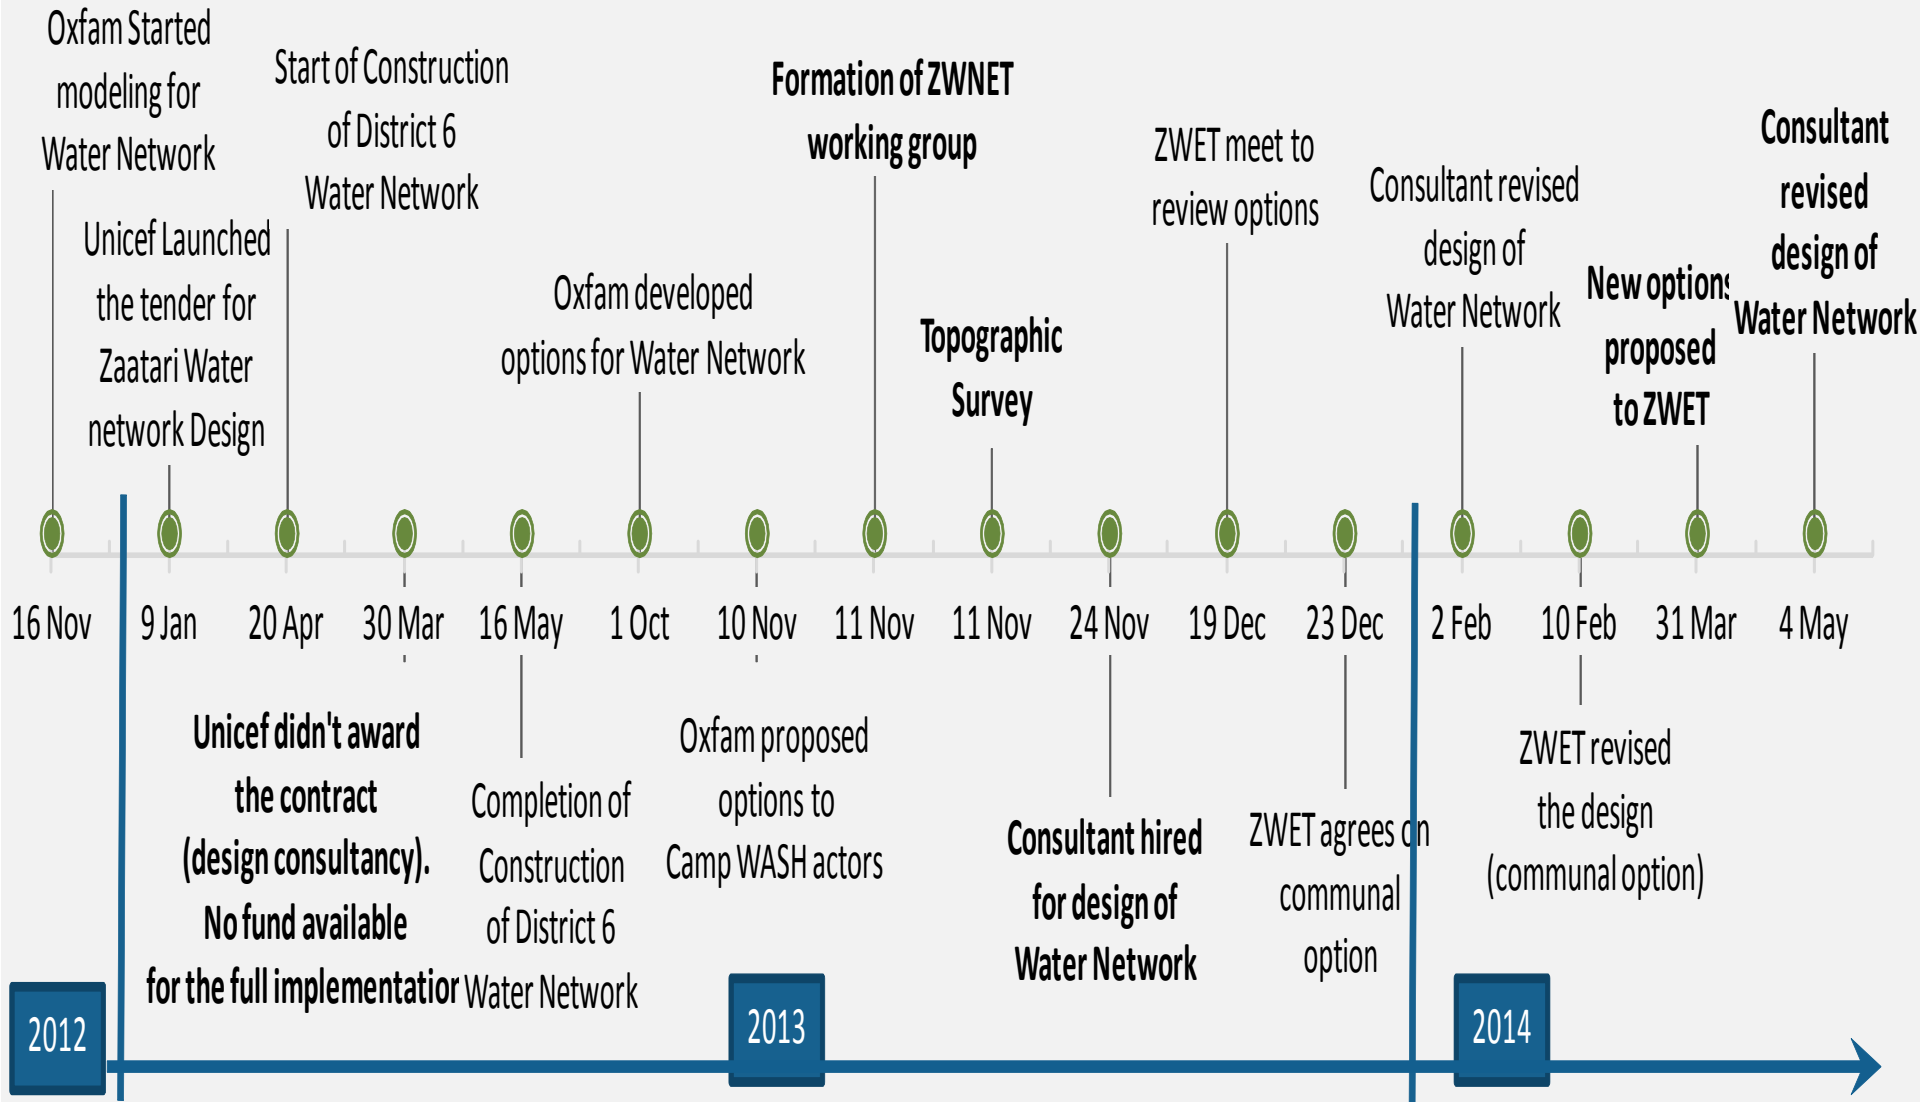 Oxfam Started
modeling for
Water Network
Unicef Launched
the tender for
Zaatari Water
network Design
Start of Construction
of District 6
Water Network
Oxfam developed
options for Water Network
Formation of ZWNET
working group
Topographic
Survey
ZWET meet to
review options
Consultant revised
design of
Water Network
New options
proposed
to ZWET
Consultant
revised
design of
Water Network
16 Nov
9 Jan
20 Apr
30 Mar
16 May
1 Oct
10 Nov
11 Nov
11 Nov
24 Nov
19 Dec
23 Dec
2 Feb
10 Feb
31 Mar
4 May
Unicef didn't award
the contract
(design consultancy).
No fund available
for the full implementation
Completion of
Construction
of District 6
Water Network
Oxfam proposed
options to
Camp WASH actors
Consultant hired
for design of
Water Network
ZWET agrees on
communal
option
ZWET revised
the design
(communal option)
2012
2013
2014